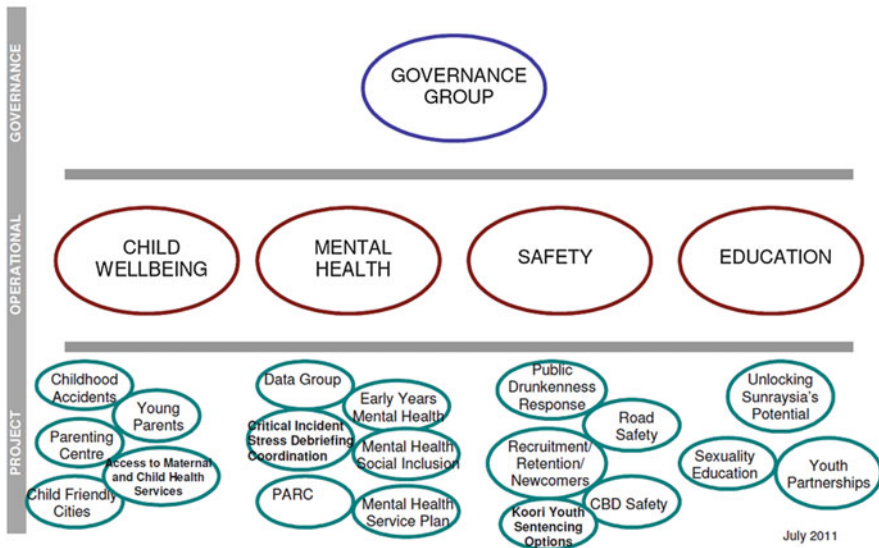 GOVERNANCE
GOVERNANCE
GROUP
OPERATIONAL
CHILD
WELLBEING
MENTAL
HEALTH
SAFETY
EDUCATION
PROJECT
Childhood
Accidents
Young
Parents
Parenting
Centre
Access to Maternal
and Child Health
Services
Child Friendly
Cities
Data Group
Early Years
Mental Health
Critical Incident
Stress Debriefing
Coordination
Mental Health
Social Inclusion
PARC
Mental Health
Service Plan
Public
Drunkenness
Response
Road
Safety
Recruitment/
Retention/
Newcomers
CBD Safety
Koori Youth
Sentencing
Options
Unlocking
Sunraysia's
Potential
Sexuality
Education
Youth
Partnerships
July 2011